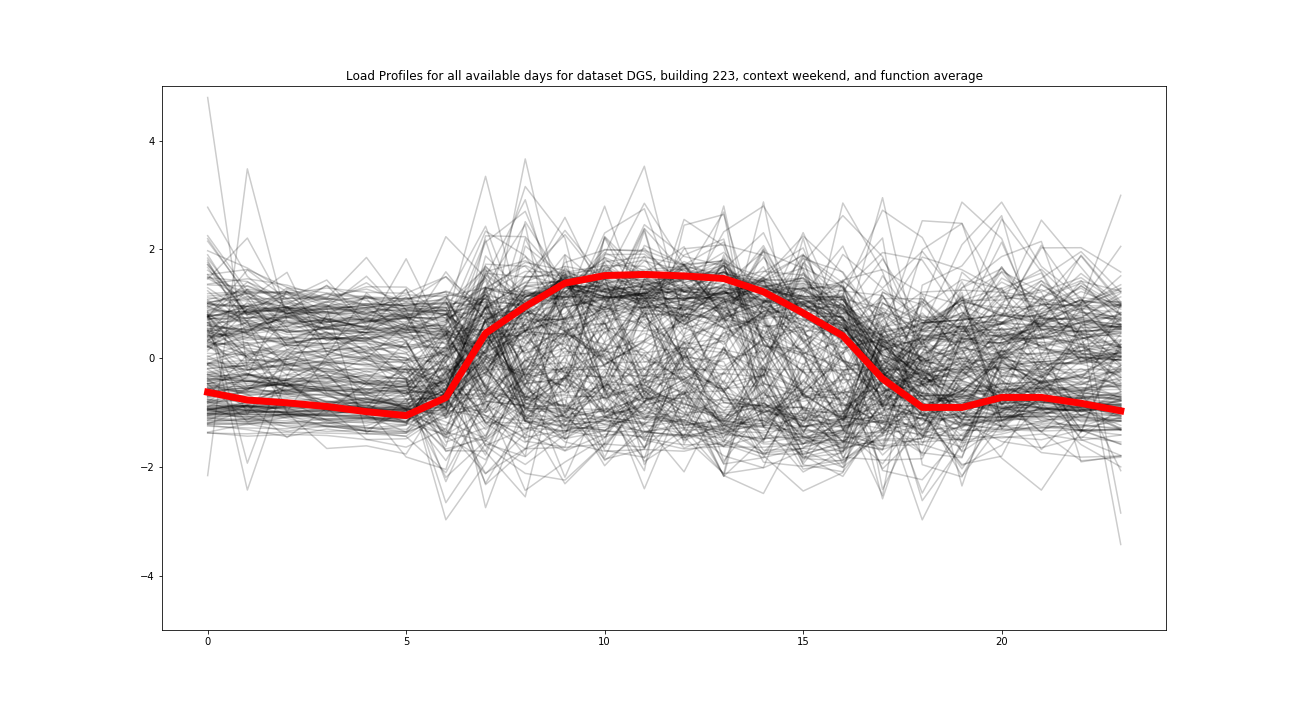 Load Profiles for all available days for dataset DGS, building 223, context weekend, and function average
4
2
0
−2
−4
0 5 10 15 20